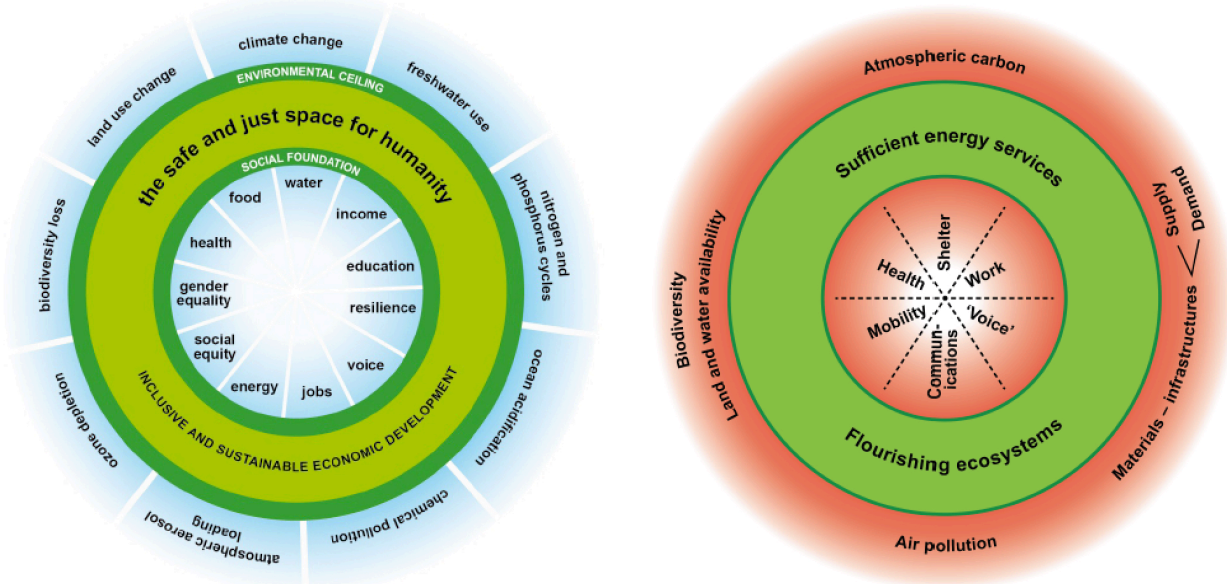 climate change
ENVIRONMENTAL CEILING
freshwater use
nitrogen and
phosphorus cycles
ocean acidification
chemical pollution
atmospheric aerosol
loading
ozone depletion
biodiversity loss
land use change
the safe and just space for humanity
SOCIAL FOUNDATION
water
income
education
resilience
voice
jobs
energy
social
equity
gender
equality
health
food
INCLUSIVE AND SUSTAINABLE ECONOMIC DEVELOPMENT
Atmospheric carbon
Sufficient energy services
Supply
Demand
Materials – infrastructures
Air pollution
Biodiversity
Land and water availability
Shelter
Work
'Voice'
Commun-
ications
Mobility
Health
Flourishing ecosystems